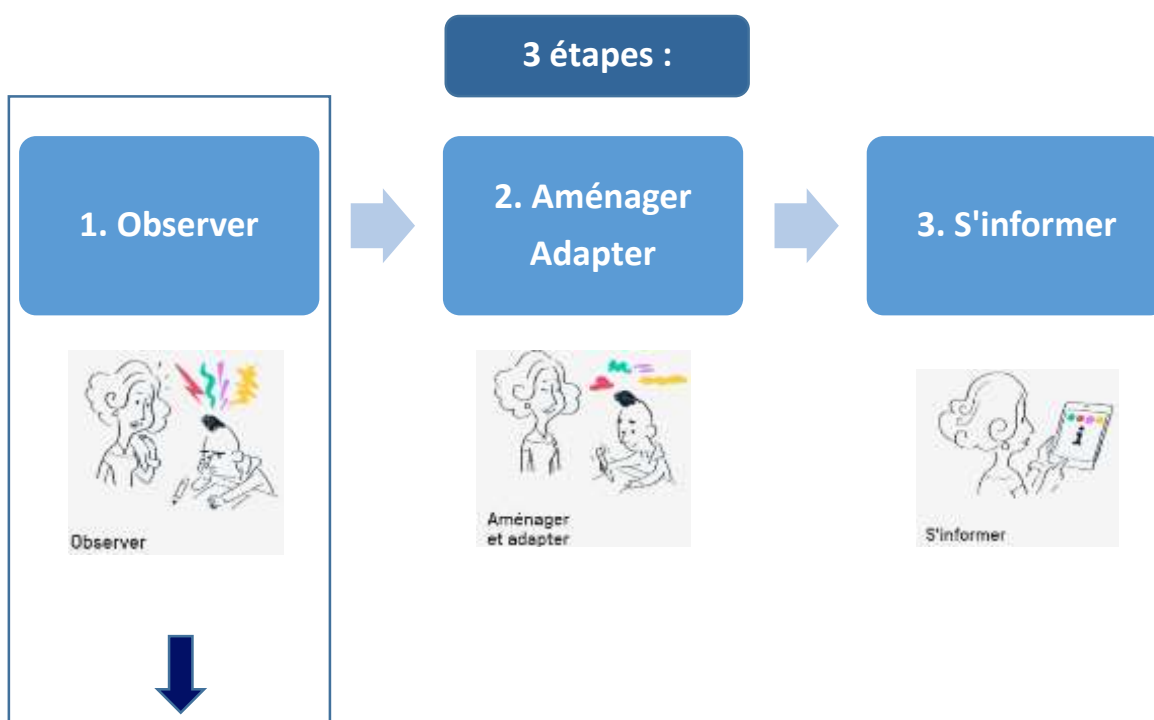 3 étapes :
1. Observer
2. Aménager
Adapter
3. S'informer
Observer
Aménager
et adapter
i
S'informer